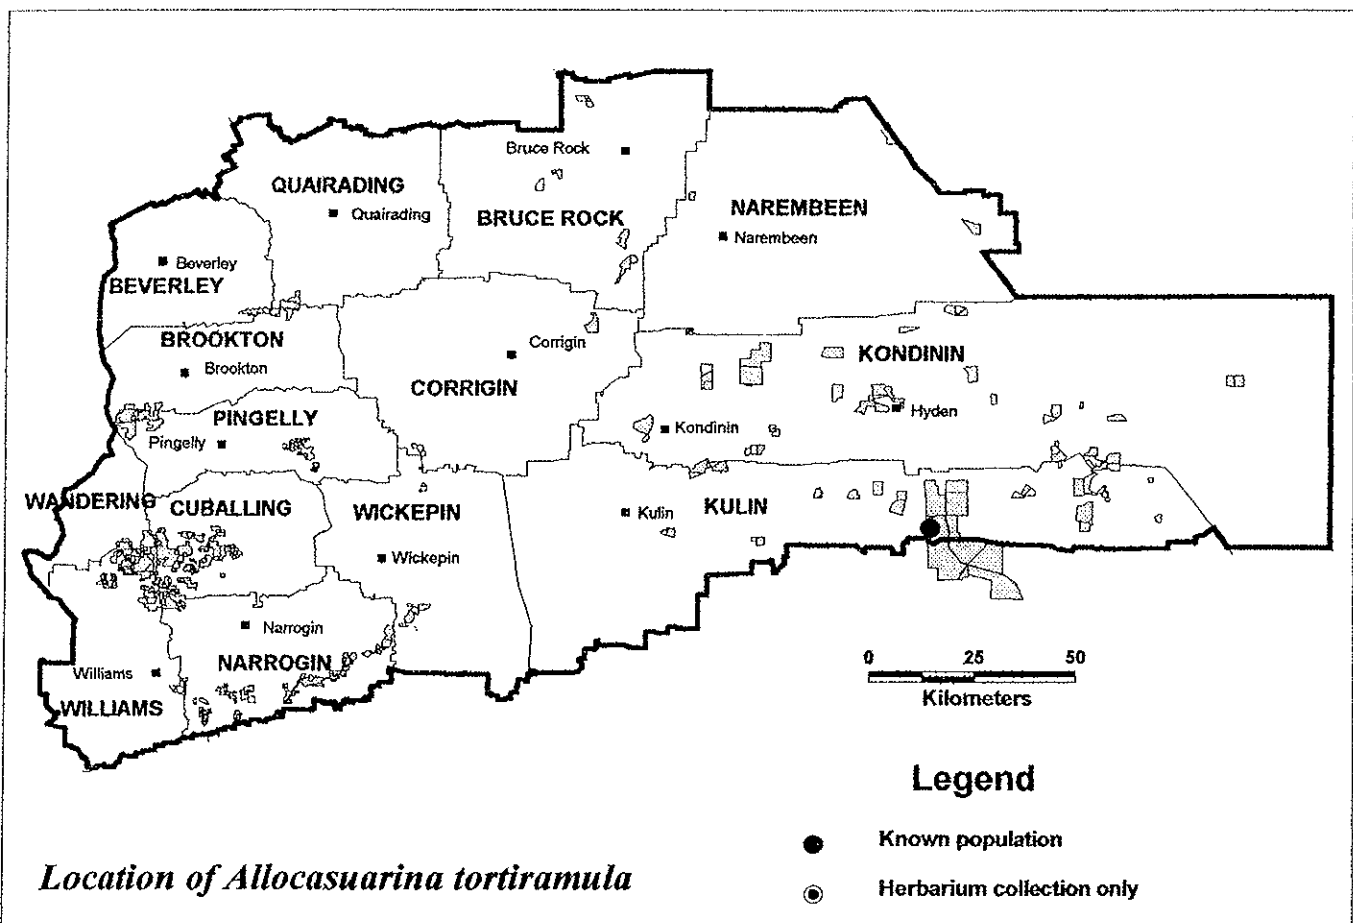 Bruce Rock
QUAIRADING
Quairading
BRUCE ROCK
NAREMBEEN
Narembeen
Beverley
BEVERLEY
BROOKTON
Brookton
Corrigin
CORRIGIN
KONDININ
Hyden
PINGELLY
Pingelly
Kondinin
WANDERING
CUBALLING
WICKEPIN
Wickepin
Kulin
KULIN
Narrogin
NARROGIN
Williams
WILLIAMS
0 25 50
Kilometers
Legend
Known population
Herbarium collection only
Location of Allocasuarina tortiramula